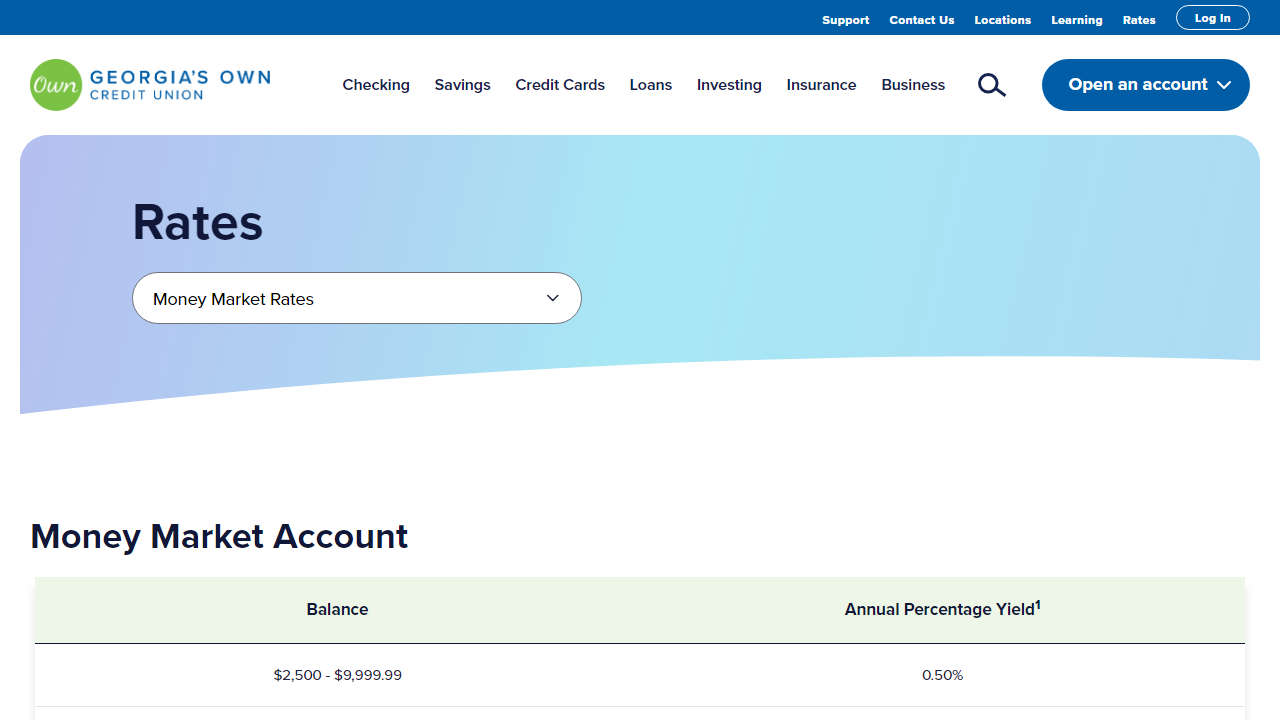 Support Contact Us Locations Learning Rates Log In
Own GEORGIA'S OWN
CREDIT UNION
Checking Savings Credit Cards Loans Investing Insurance Business Open an account
Rates
Money Market Rates
Money Market Account
Balance Annual Percentage Yield¹
$2,500 - $9,999.99 0.50%